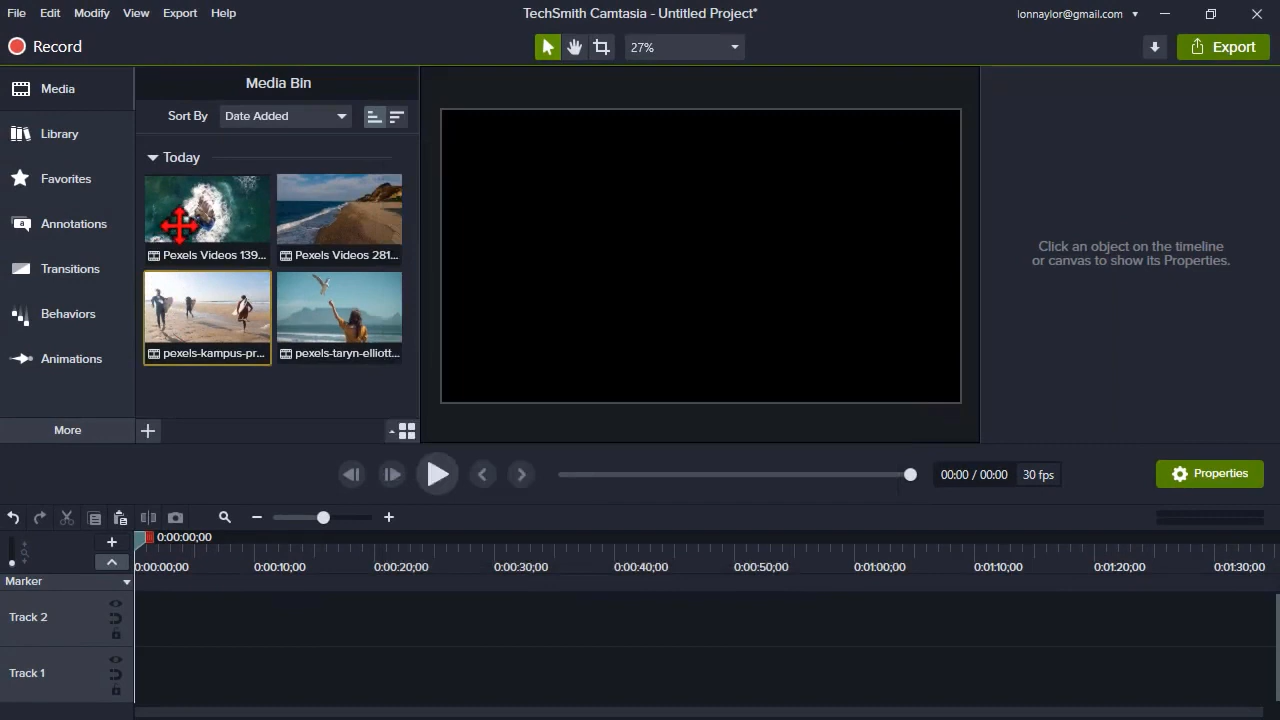 File Edit Modify View Export Help
TechSmith Camtasia - Untitled Project*
lonnaylor@gmail.com
Record
27%
Export
Media
Library
Favorites
Annotations
Transitions
Behaviors
Animations
More
Media Bin
Sort By Date Added
Today
Pexels Videos 139...
Pexels Videos 281...
pexels-kampus-pr...
pexels-taryn-elliott...
Click an object on the timeline
or canvas to show its Properties.
00:00 / 00:00 30 fps
Properties
0:00:00;00
0:00:00;00 0:00:10;00 0:00:20;00 0:00:30;00 0:00:40;00 0:00:50;00 0:01:00;00 0:01:10;00 0:01:20;00 0:01:30;00
Marker
Track 2
Track 1